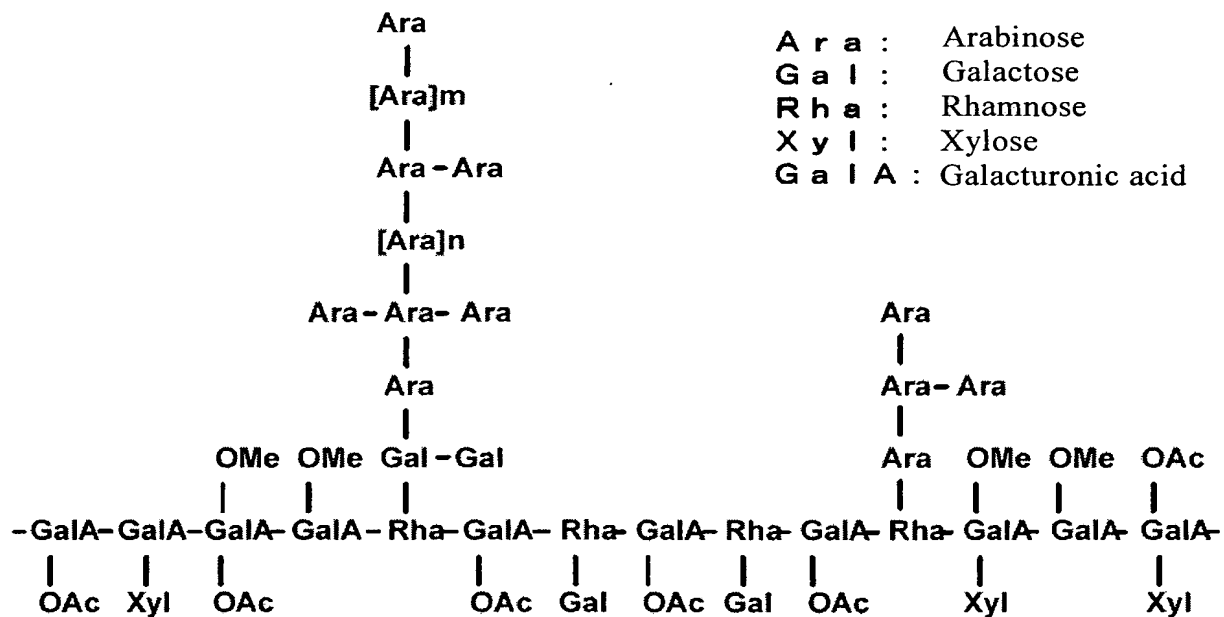 Ara
[Ara]m
Ara-Ara
[Ara]n
Ara-Ara-Ara
Ara
OMe OMe Gal-Gal
-GalA-GalA-GalA-GalA-Rha-GalA-Rha-GalA-Rha-GalA-Rha-GalA-GalA-GalA-
OAc Xyl OAc OAc Gal OAc Gal OAc Xyl Xyl
Ara
Ara-Ara
Ara OMe OMe OAc
Ara: Arabinose
Gal: Galactose
Rha: Rhamnose
Xyl: Xylose
GalA: Galacturonic acid